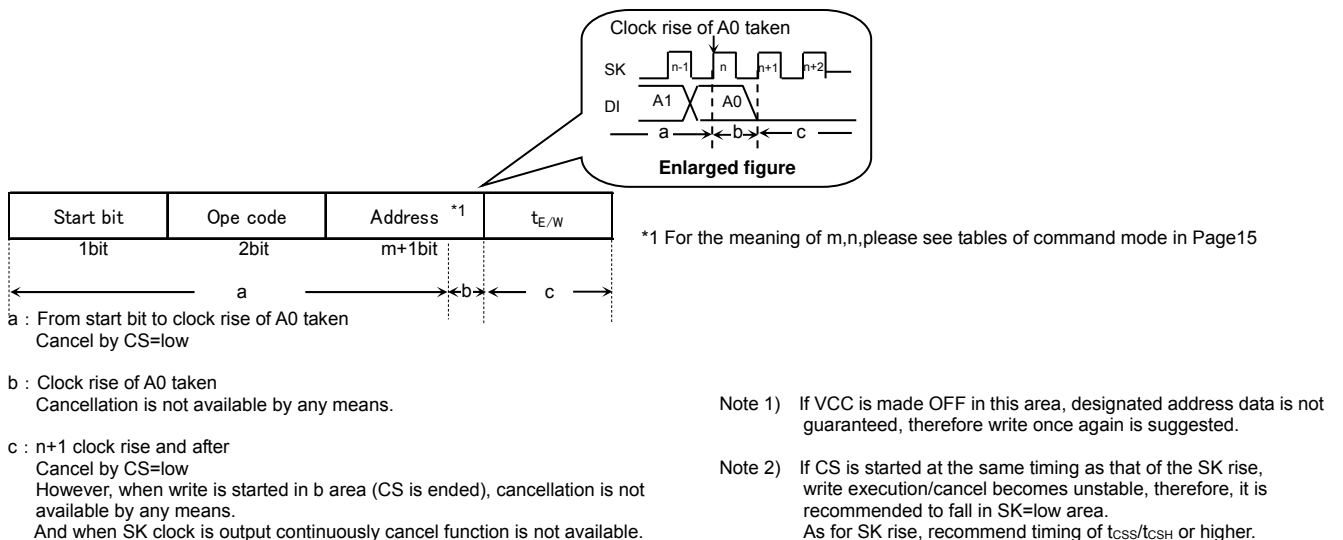 Clock rise of A0 taken
SK n-1 n n+1 n+2
DI A1 A0
a b c
Enlarged figure
Start bit Ope code Address *1 tE/W
1bit 2bit m+1bit
*1 For the meaning of m,n,please see tables of command mode in Page15
a b c
a : From start bit to clock rise of A0 taken
Cancel by CS=low
b : Clock rise of A0 taken
Cancellation is not available by any means.
c : n+1 clock rise and after
Cancel by CS=low
However, when write is started in b area (CS is ended), cancellation is not
available by any means.
And when SK clock is output continuously cancel function is not available.
Note 1) If VCC is made OFF in this area, designated address data is not
guaranteed, therefore write once again is suggested.
Note 2) If CS is started at the same timing as that of the SK rise,
write execution/cancel becomes unstable, therefore, it is
recommended to fall in SK=low area.
As for SK rise, recommend timing of tCSS/tCSH or higher.